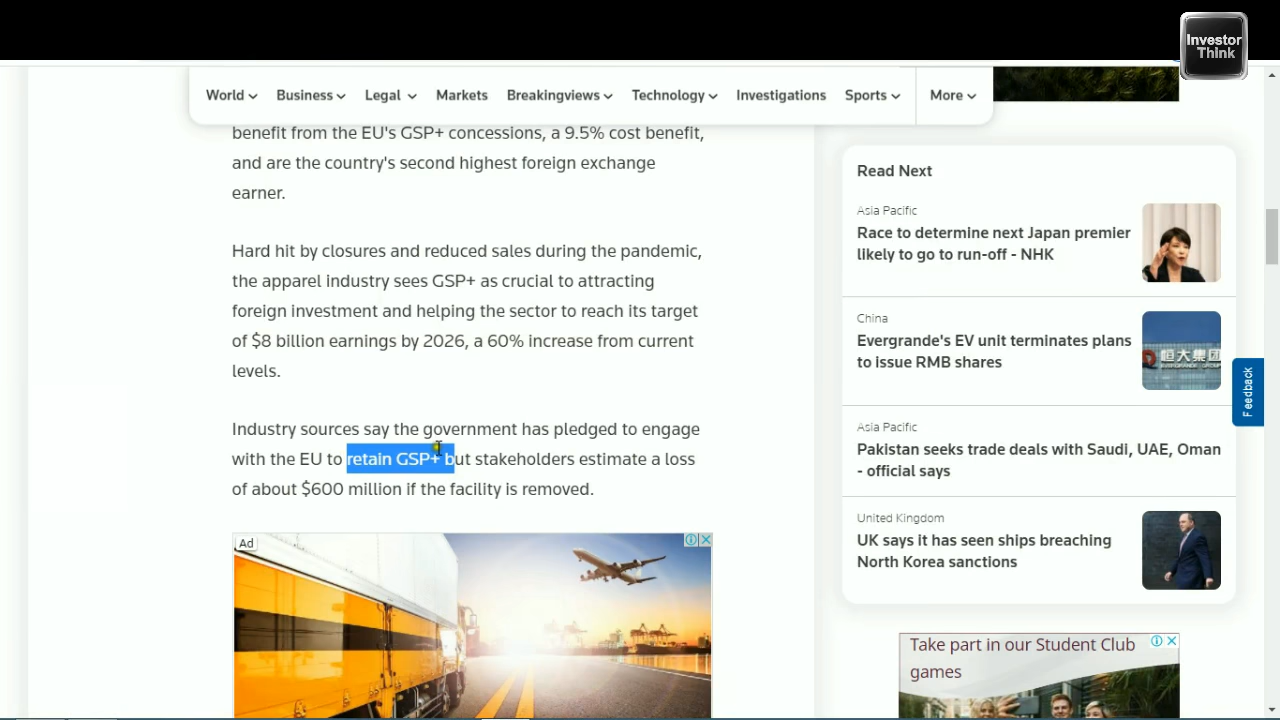 Investor
Think
World
Business
Legal
Markets
Breakingviews
Technology
Investigations
Sports
More
benefit from the EU's GSP+ concessions, a 9.5% cost benefit,
and are the country's second highest foreign exchange
earner.
Hard hit by closures and reduced sales during the pandemic,
the apparel industry sees GSP+ as crucial to attracting
foreign investment and helping the sector to reach its target
of $8 billion earnings by 2026, a 60% increase from current
levels.
Industry sources say the government has pledged to engage
with the EU to retain GSP+ but stakeholders estimate a loss
of about $600 million if the facility is removed.
Ad
Read Next
Asia Pacific
Race to determine next Japan premier
likely to go to run-off - NHK
China
Evergrande's EV unit terminates plans
to issue RMB shares
恒大集团
Asia Pacific
Pakistan seeks trade deals with Saudi, UAE, Oman
- official says
United Kingdom
UK says it has seen ships breaching
North Korea sanctions
Feedback
Take part in our Student Club
games